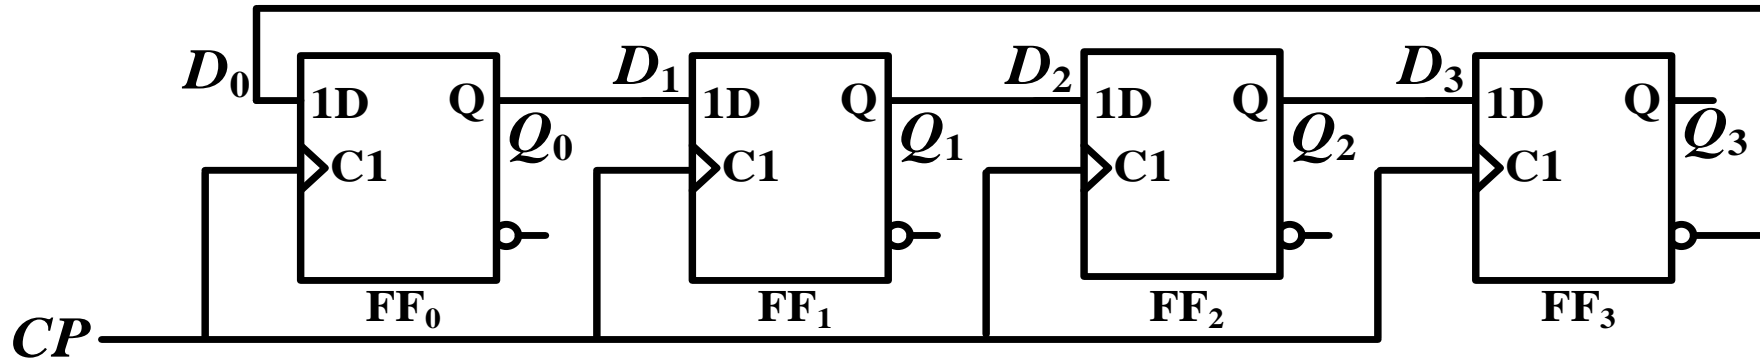 D₀ 1D Q Q₀ D₁ 1D Q Q₁ D₂ 1D Q Q₂ D₃ 1D Q Q₃
C1 C1 C1 C1
FF₀ FF₁ FF₂ FF₃
CP